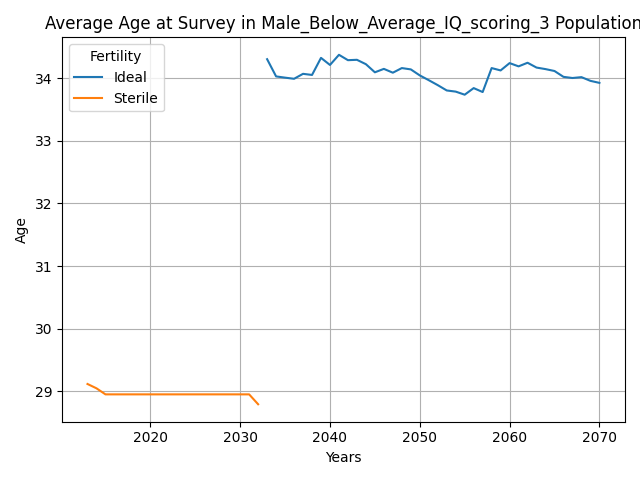 Average Age at Survey in Male_Below_Average_IQ_scoring_3 Population
Fertility
Ideal
Sterile
34
33
32
31
30
29
Age
2020 2030 2040 2050 2060 2070
Years